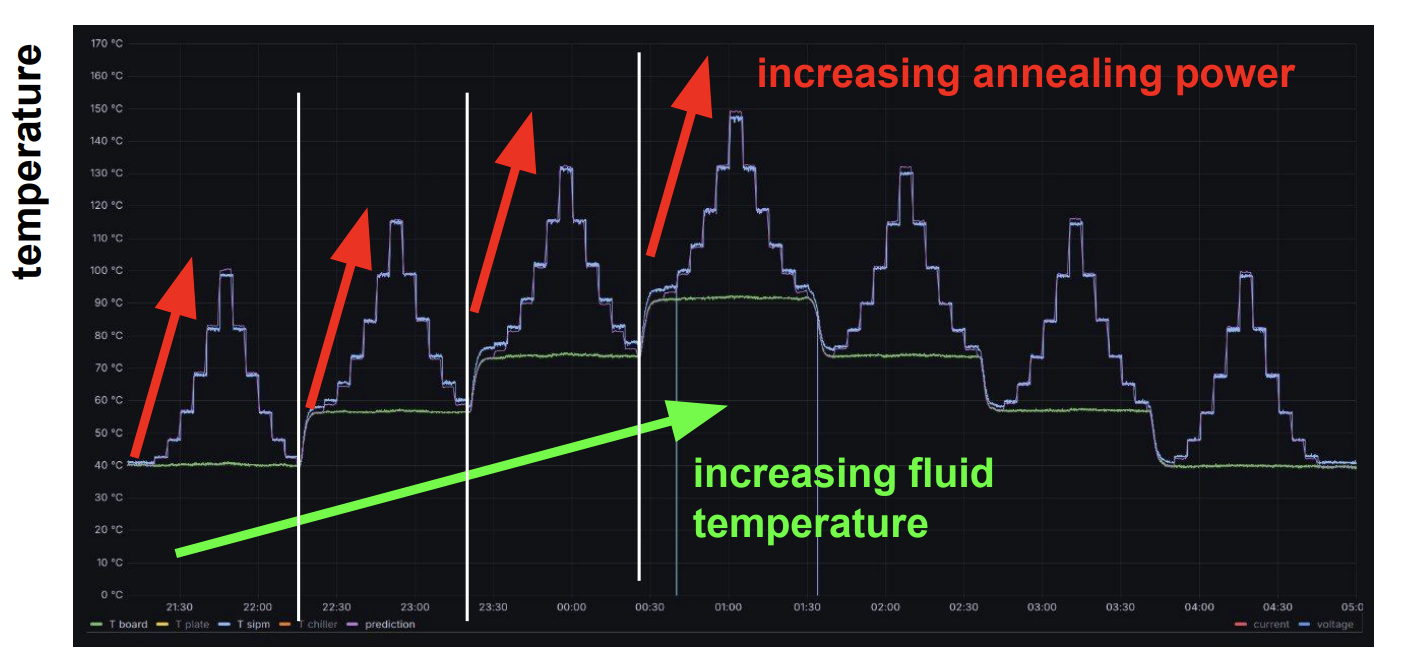 temperature
increasing annealing power
increasing fluid
temperature
170 °C
160 °C
150 °C
140 °C
130 °C
120 °C
110 °C
100 °C
90 °C
80 °C
70 °C
60 °C
50 °C
40 °C
30 °C
20 °C
10 °C
0 °C
21:30 22:00 22:30 23:00 23:30 00:00 00:30 01:00 01:30 02:00 02:30 03:00 03:30 04:00 04:30 05:0
T board T plate T sipm T chiller prediction current voltage